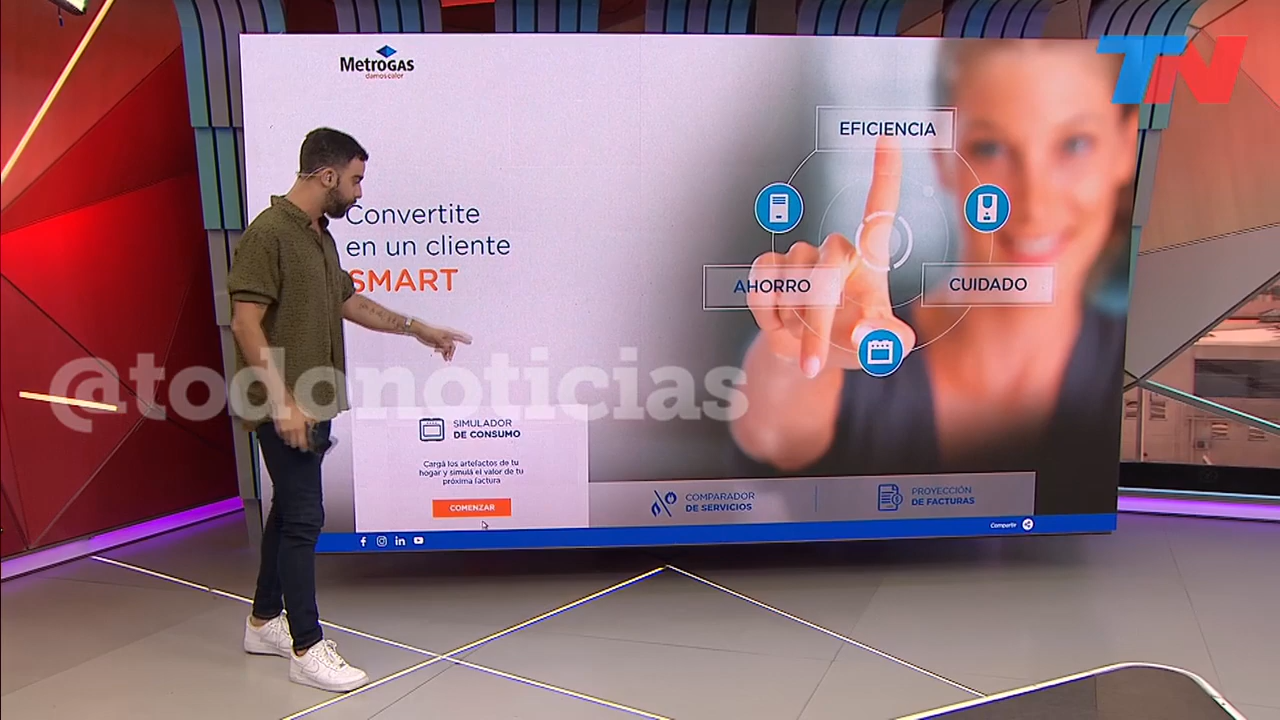 METROGAS
damos calor
TN
EFICIENCIA
Convertite
en un cliente
SMART
AHORRO
CUIDADO
@todonoticias
SIMULADOR
DE CONSUMO
Cargá los artefactos de tu
hogar y simulá el valor de tu
próxima factura
COMENZAR
COMPARADOR
DE SERVICIOS
PROYECCIÓN
DE FACTURAS
Compartir